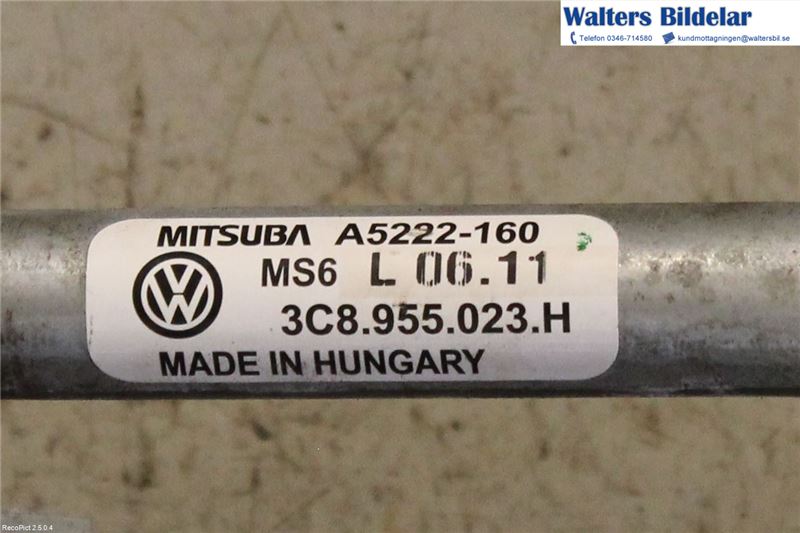 Walters Bildelar
Telefon 0346-714580 kundmottagningen@waltersbil.se
MITSUBA A5222-160
MS6 L 06.11
3C8.955.023.H
MADE IN HUNGARY
RecoPict 2.5.0.4